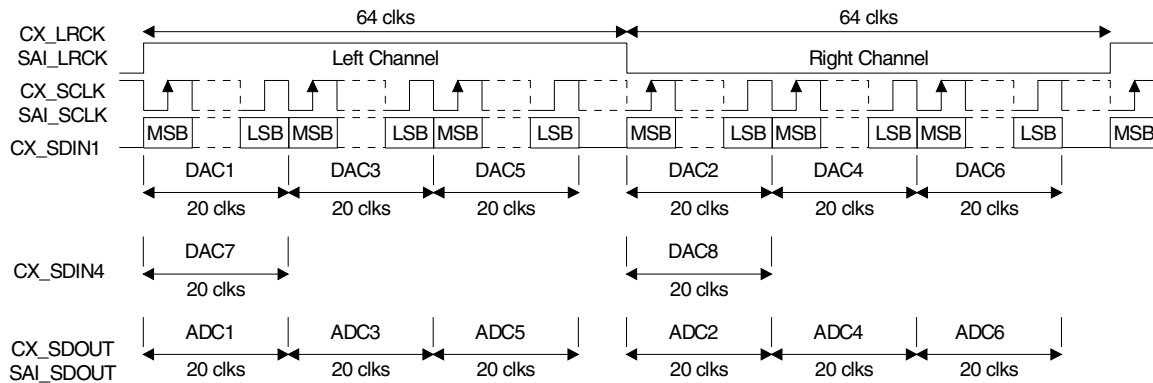 64 clks 64 clks
CX_LRCK
SAI_LRCK Left Channel Right Channel
CX_SCLK
SAI_SCLK
MSB LSB MSB LSB MSB LSB MSB LSB MSB LSB MSB LSB MSB
CX_SDIN1
DAC1 DAC3 DAC5 DAC2 DAC4 DAC6
20 clks 20 clks 20 clks 20 clks 20 clks 20 clks
DAC7 DAC8
CX_SDIN4
20 clks 20 clks
ADC1 ADC3 ADC5 ADC2 ADC4 ADC6
CX_SDOUT
20 clks 20 clks 20 clks 20 clks 20 clks 20 clks
SAI_SDOUT